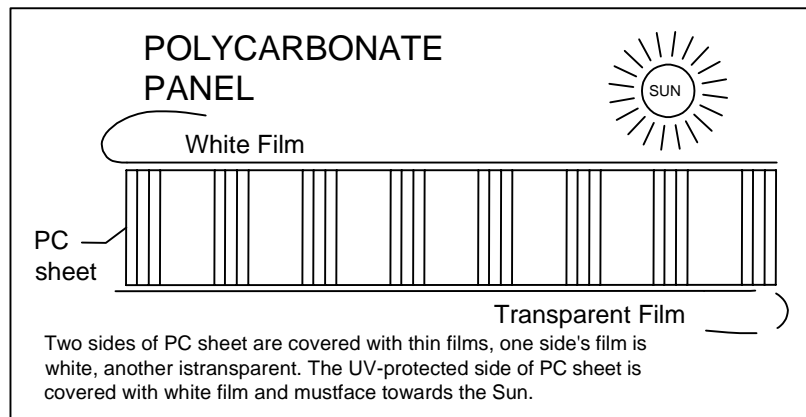 POLYCARBONATE
PANEL
SUN
White Film
PC
sheet
Transparent Film
Two sides of PC sheet are covered with thin films, one side's film is
white, another istransparent. The UV-protected side of PC sheet is
covered with white film and mustface towards the Sun.